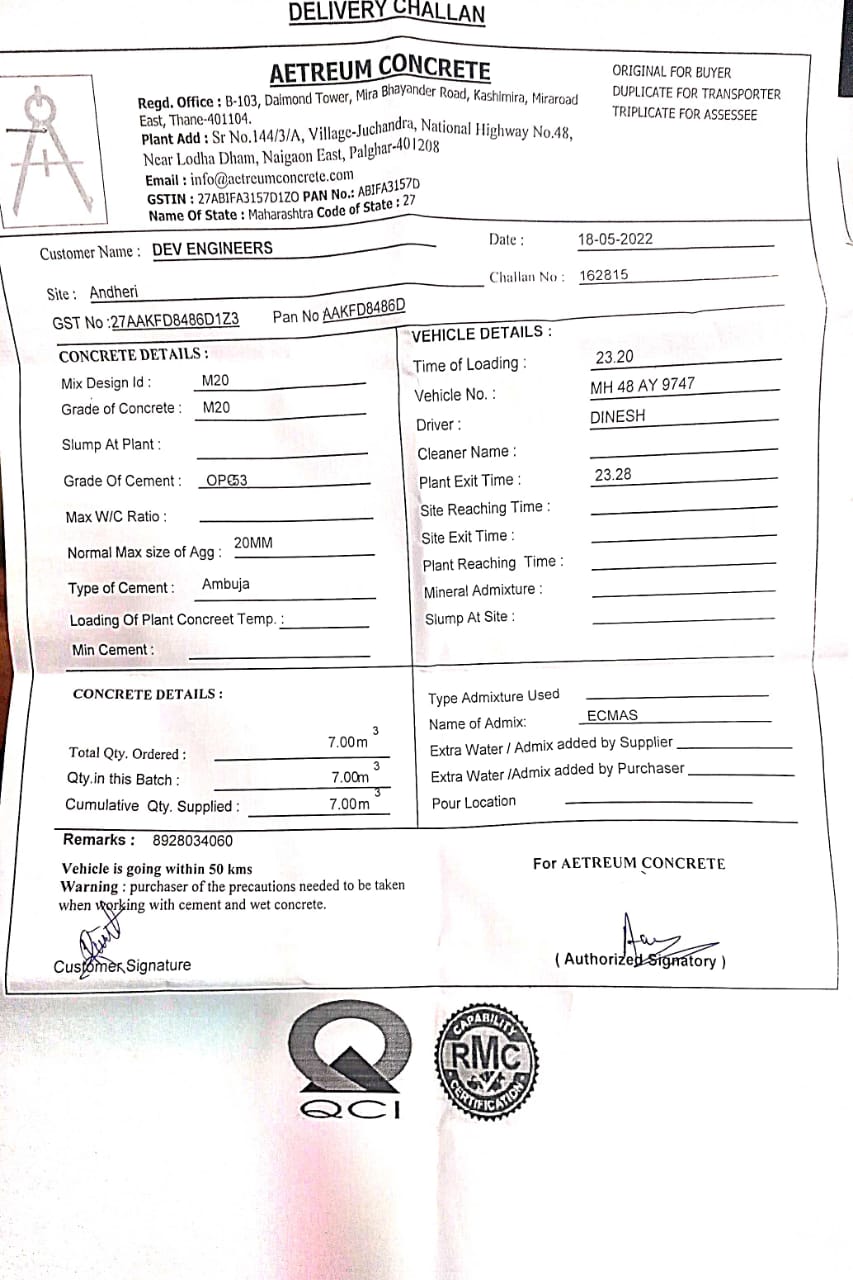 DELIVERY CHALLAN
AETREUM CONCRETE
Regd. Office : B-103, Daimond Tower, Mira Bhayander Road, Kashimira, Miraroad
East, Thane-401104.
Plant Add : Sr No.144/3/A, Village-Juchandra, National Highway No.48,
Near Lodha Dham, Naigaon East, Palghar-401208
Email : info@aetreumconcrete.com
GSTIN : 27ABIFA3157D1ZO PAN No.: ABIFA3157D
Name Of State : Maharashtra Code of State : 27
ORIGINAL FOR BUYER
DUPLICATE FOR TRANSPORTER
TRIPLICATE FOR ASSESSEE
Customer Name : DEV ENGINEERS
Date : 18-05-2022
Challan No : 162815
Site : Andheri
GST No :27AAKFD8486D1Z3 Pan No AAKFD8486D
CONCRETE DETAILS :
Mix Design Id : M20
Grade of Concrete : M20
Slump At Plant :
Grade Of Cement : OPC53
Max W/C Ratio :
Normal Max size of Agg : 20MM
Type of Cement : Ambuja
Loading Of Plant Concreet Temp. :
Min Cement :
VEHICLE DETAILS :
Time of Loading : 23.20
Vehicle No. : MH 48 AY 9747
Driver : DINESH
Cleaner Name :
Plant Exit Time : 23.28
Site Reaching Time :
Site Exit Time :
Plant Reaching Time :
Mineral Admixture :
Slump At Site :
CONCRETE DETAILS :
Total Qty. Ordered : 7.00m3
Qty.in this Batch : 7.00m3
Cumulative Qty. Supplied : 7.00m3
Type Admixture Used
Name of Admix: ECMAS
Extra Water / Admix added by Supplier
Extra Water /Admix added by Purchaser
Pour Location
Remarks : 8928034060
Vehicle is going within 50 kms
Warning : purchaser of the precautions needed to be taken
when working with cement and wet concrete.
Customer Signature
For AETREUM CONCRETE
( Authorized Signatory )
QCI
CAPABILITY
RMC
CERTIFICATION